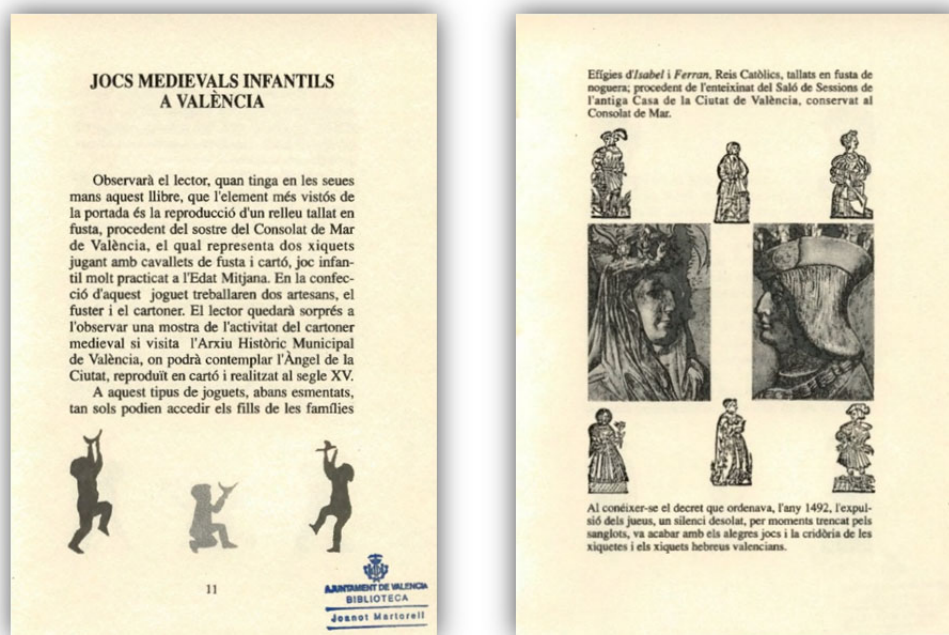 JOCS MEDIEVALS INFANTILS
A VALÈNCIA
Observarà el lector, quan tinga en les seues
mans aquest llibre, que l'element més vistós de
la portada és la reproducció d'un relleu tallat en
fusta, procedent del sostre del Consolat de Mar
de València, el qual representa dos xiquets
jugant amb cavallets de fusta i cartó, joc infan-
til molt practicat a l'Edat Mitjana. En la confec-
ció d'aquest joguet treballaren dos artesans, el
fuster i el cartoner. El lector quedarà sorprés a
l'observar una mostra de l'activitat del cartoner
medieval si visita l'Arxiu Històric Municipal
de València, on podrà contemplar l'Àngel de la
Ciutat, reproduït en cartó i realitzat al segle XV.
A aquest tipus de joguets, abans esmentats,
tan sols podien accedir els fills de les famílies
11
AJUNTAMENT DE VALENCIA
BIBLIOTECA
Joanot Martorell
Efígies d'Isabel i Ferran, Reis Catòlics, tallats en fusta de
noguera; procedent de l'enteixinat del Saló de Sessions de
l'antiga Casa de la Ciutat de València, conservat al
Consolat de Mar.
Al conéixer-se el decret que ordenava, l'any 1492, l'expul-
sió dels jueus, un silenci desolat, per moments trencat pels
sanglots, va acabar amb els alegres jocs i la cridòria de les
xiquetes i els xiquets hebreus valencians.